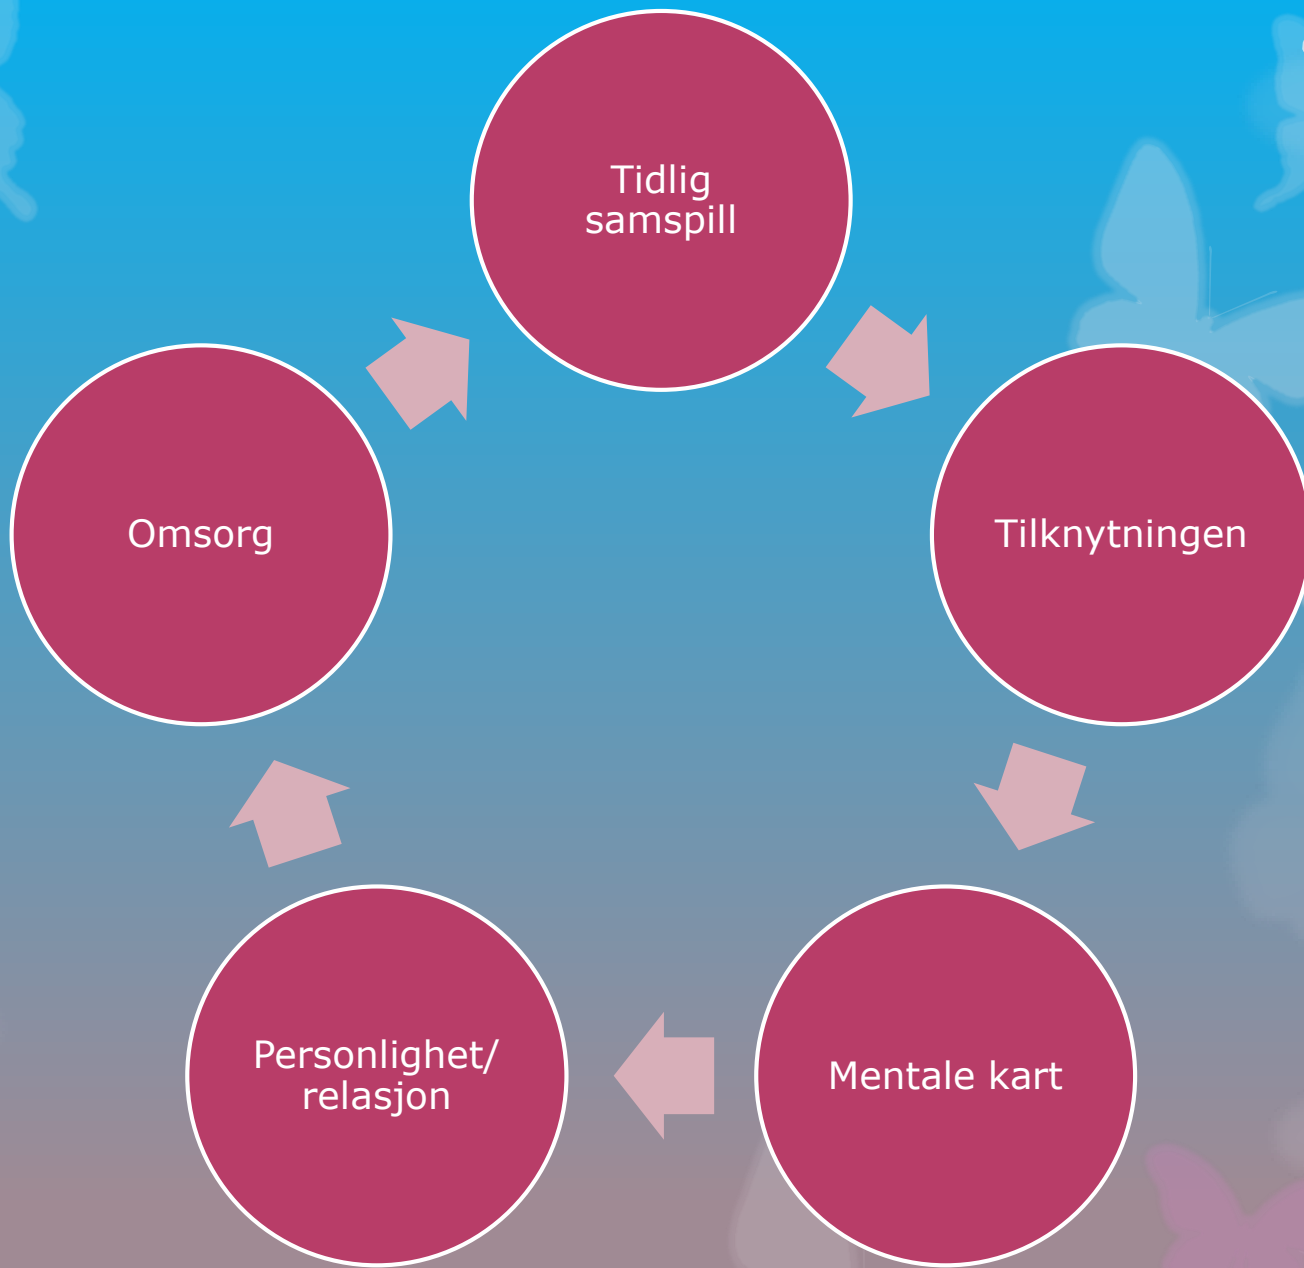 Tidlig
samspill
Tilknytningen
Mentale kart
Personlighet/
relasjon
Omsorg